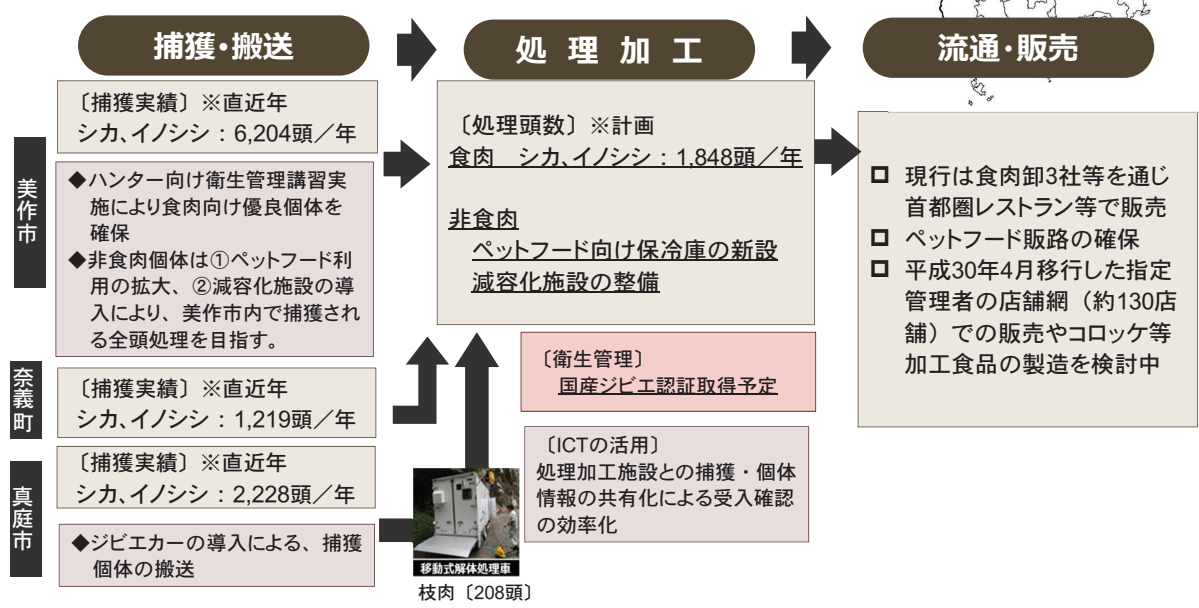 捕獲・搬送
処理加工
流通・販売
美作市
〔捕獲実績〕※直近年
シカ、イノシシ：6,204頭／年
◆ハンター向け衛生管理講習実
施により食肉向け優良個体を
確保
◆非食肉個体は①ペットフード利
用の拡大、②減容化施設の導
入により、美作市内で捕獲され
る全頭処理を目指す。
奈義町
〔捕獲実績〕※直近年
シカ、イノシシ：1,219頭／年
真庭市
〔捕獲実績〕※直近年
シカ、イノシシ：2,228頭／年
◆ジビエカーの導入による、捕獲
個体の搬送
移動式解体処理車
枝肉〔208頭〕
〔処理頭数〕※計画
食肉　シカ、イノシシ：1,848頭／年
非食肉
ペットフード向け保冷庫の新設
減容化施設の整備
〔衛生管理〕
国産ジビエ認証取得予定
〔ICTの活用〕
処理加工施設との捕獲・個体
情報の共有化による受入確認
の効率化
現行は食肉卸3社等を通じ
首都圏レストラン等で販売
ペットフード販路の確保
平成30年4月移行した指定
管理者の店舗網（約130店
舗）での販売やコロッケ等
加工食品の製造を検討中